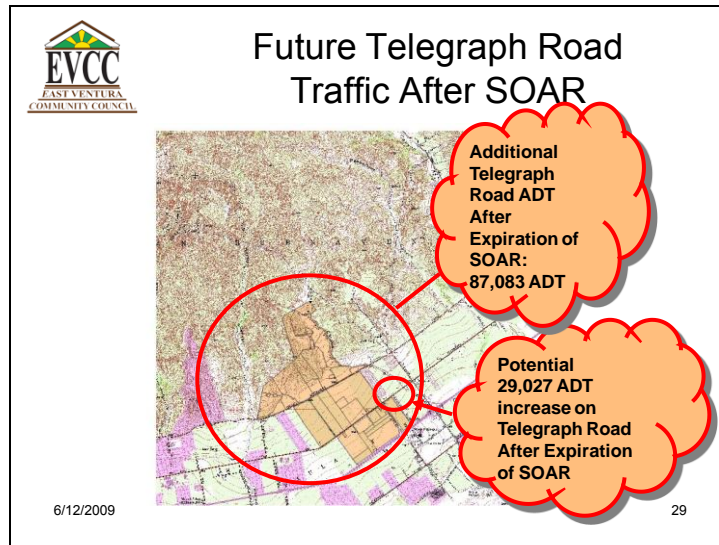 EVCC
EAST VENTURA
COMMUNITY COUNCIL
Future Telegraph Road
Traffic After SOAR
Additional
Telegraph
Road ADT
After
Expiration of
SOAR:
87,083 ADT
Potential
29,027 ADT
increase on
Telegraph Road
After Expiration
of SOAR
6/12/2009
29